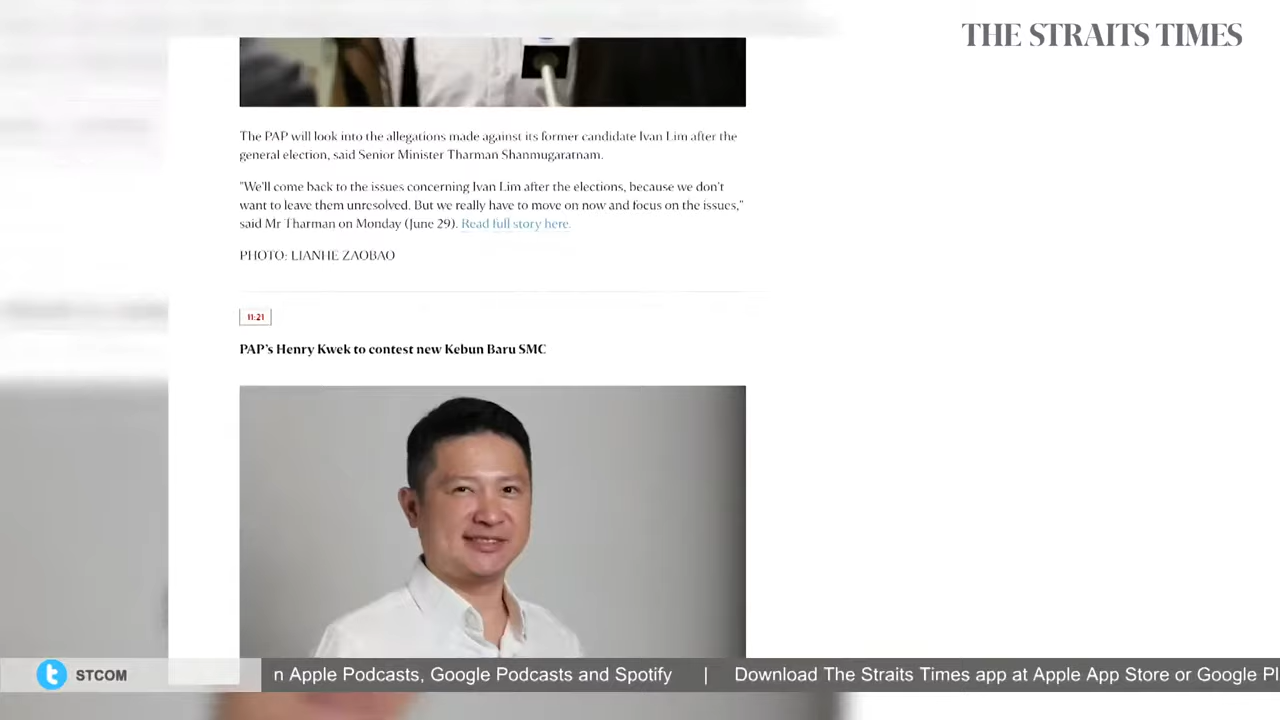 THE STRAITS TIMES
The PAP will look into the allegations made against its former candidate Ivan Lim after the
general election, said Senior Minister Tharman Shanmugaratnam.
"We'll come back to the issues concerning Ivan Lim after the elections, because we don't
want to leave them unresolved. But we really have to move on now and focus on the issues,"
said Mr Tharman on Monday (June 29). Read full story here.
PHOTO: LIANHE ZAOBAO
11:21
PAP's Henry Kwek to contest new Kebun Baru SMC
STCOM
n Apple Podcasts, Google Podcasts and Spotify | Download The Straits Times app at Apple App Store or Google Pl